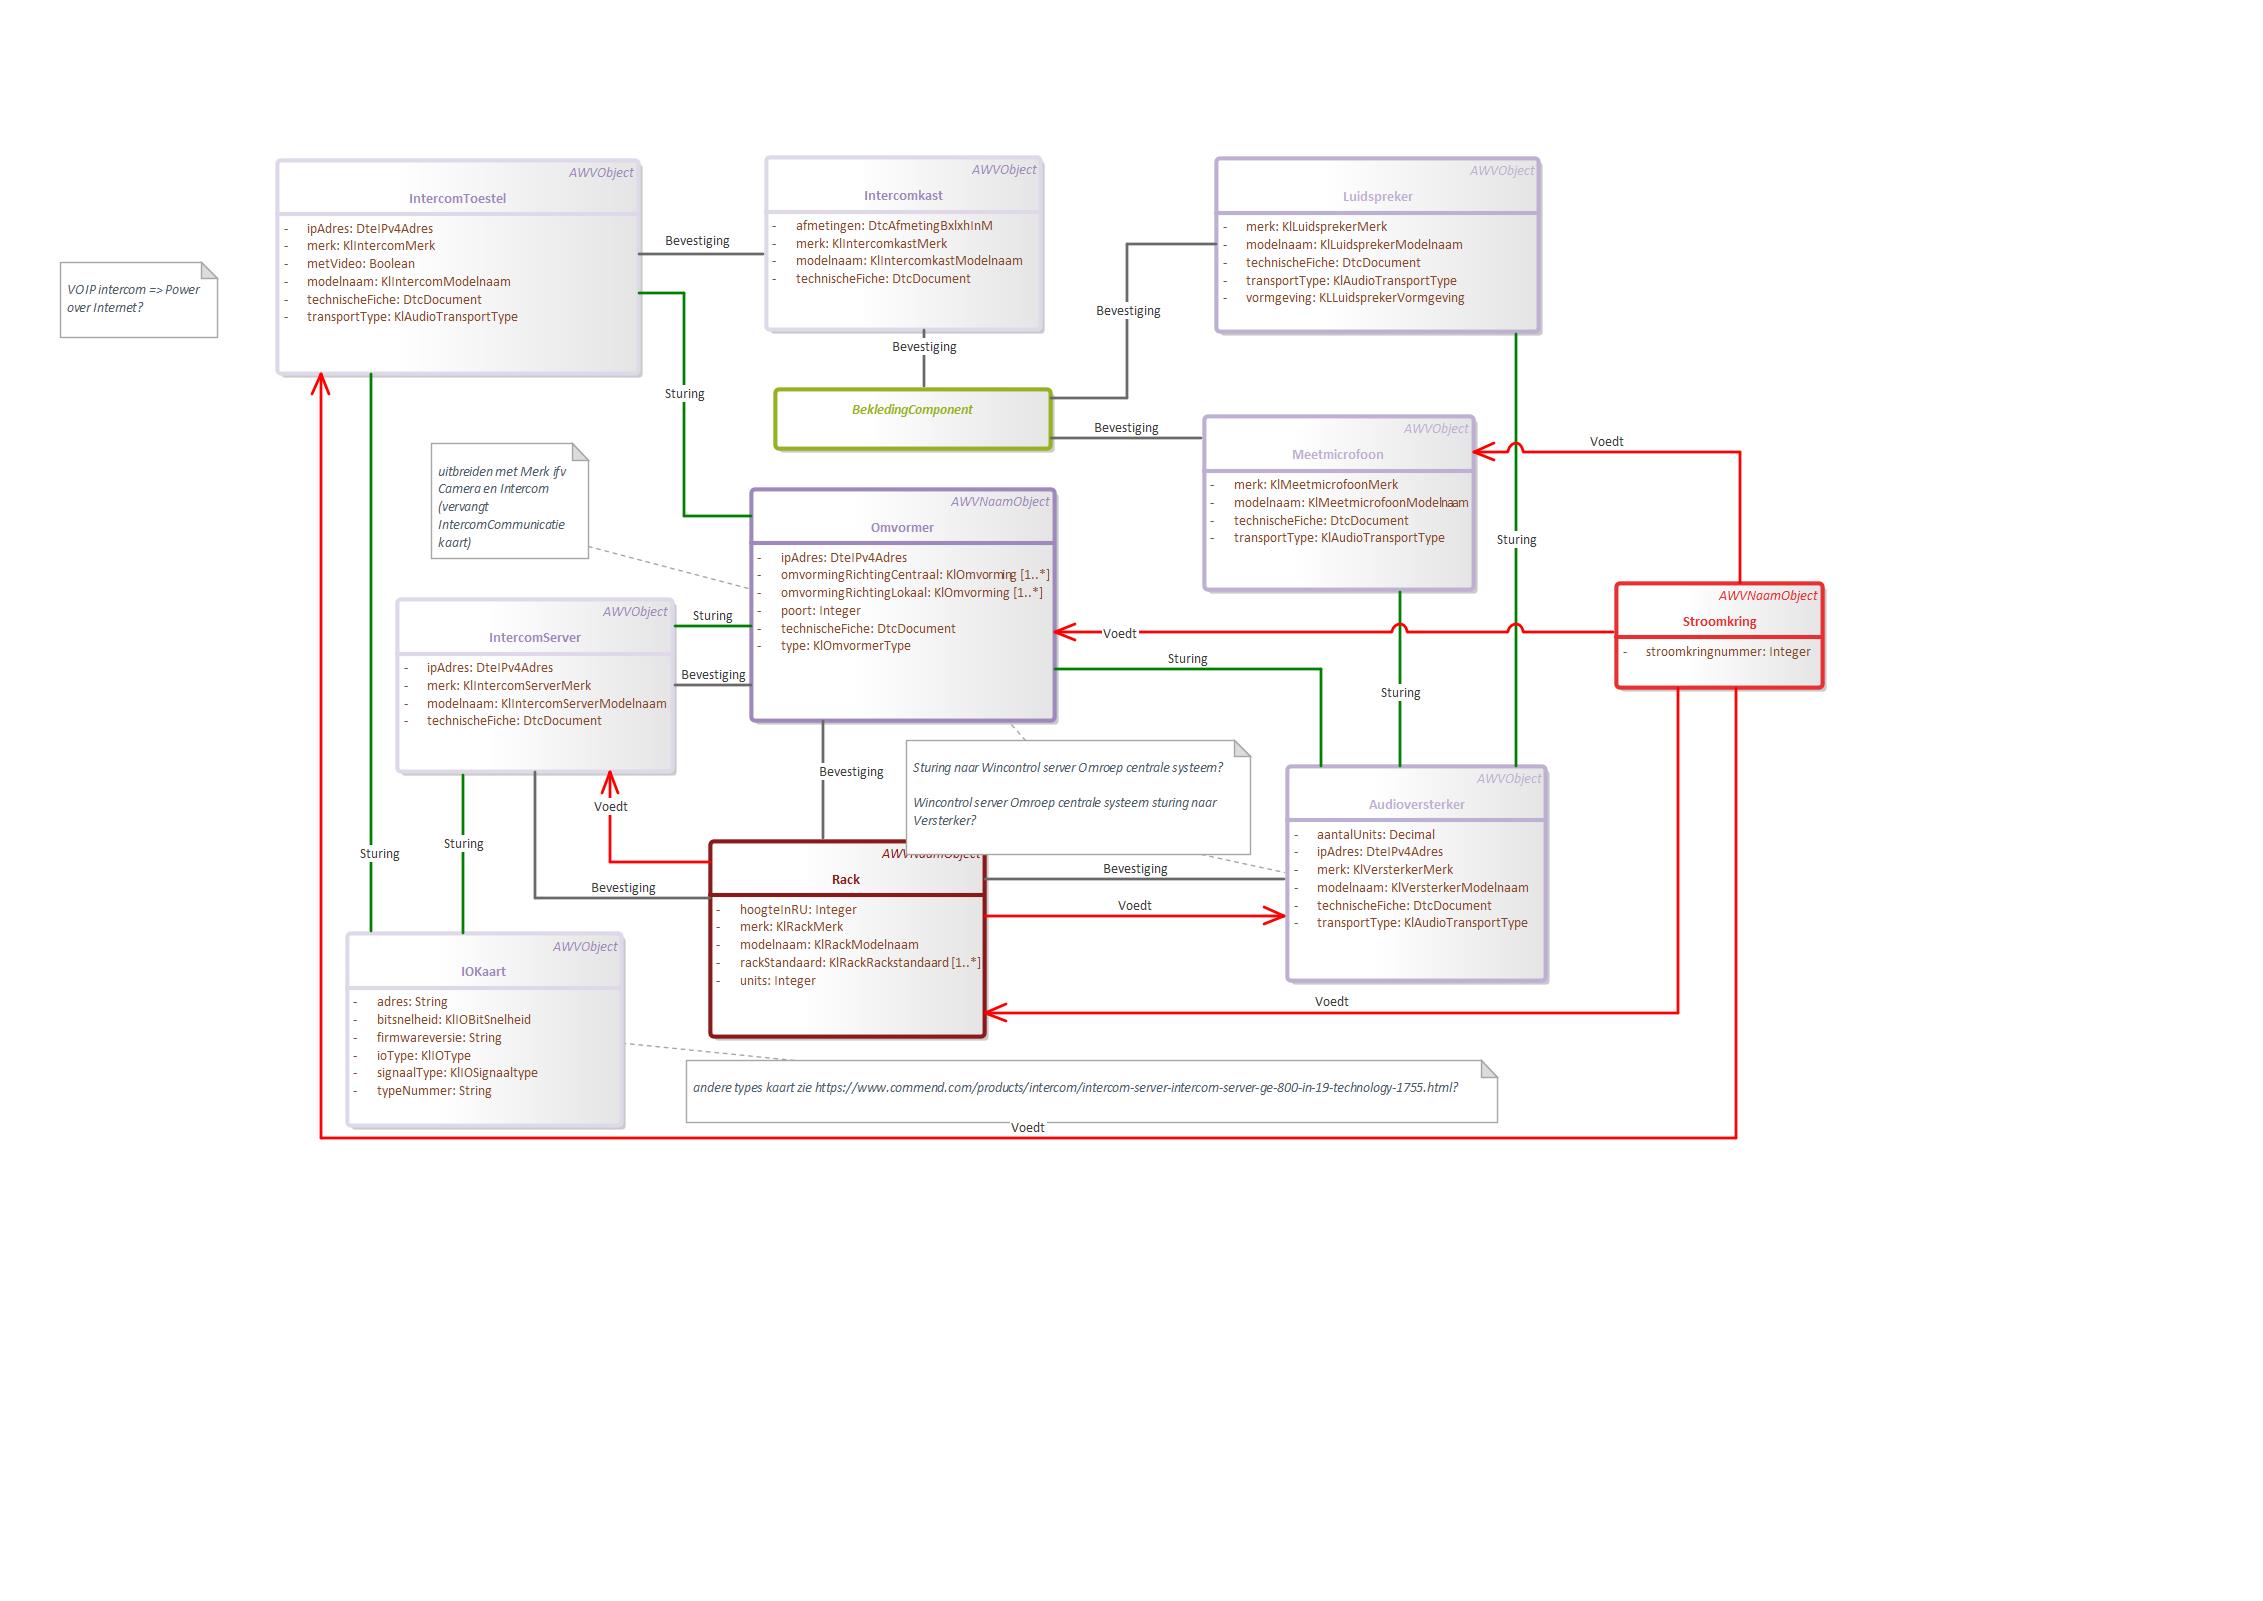 AWVObject
IntercomToestel
- ipAdres: DteIPv4Adres
- merk: KlIntercomMerk
- metVideo: Boolean
- modelnaam: KlIntercomModelnaam
- technischeFiche: DtcDocument
- transportType: KlAudioTransportType
Bevestiging
AWVObject
Intercomkast
- afmetingen: DtcAfmetingBxlxhInM
- merk: KlIntercomkastMerk
- modelnaam: KlIntercomkastModelnaam
- technischeFiche: DtcDocument
Bevestiging
AWVObject
Luidspreker
- merk: KlLuidsprekerMerk
- modelnaam: KlLuidsprekerModelnaam
- technischeFiche: DtcDocument
- transportType: KlAudioTransportType
- vormgeving: KLLuidsprekerVormgeving
Bevestiging
VOIP intercom => Power
over Internet?
Sturing
BekledingComponent
Bevestiging
AWVObject
Meetmicrofoon
- merk: KlMeetmicrofoonMerk
- modelnaam: KlMeetmicrofoonModelnaam
- technischeFiche: DtcDocument
- transportType: KlAudioTransportType
Voedt
Sturing
uitbreiden met Merk ifv
Camera en Intercom
(vervangt
IntercomCommunicatie
kaart)
AWVNaamObject
Omvormer
- ipAdres: DteIPv4Adres
- omvormingRichtingCentraal: KlOmvorming [1..*]
- omvormingRichtingLokaal: KlOmvorming [1..*]
- poort: Integer
- technischeFiche: DtcDocument
- type: KlOmvormerType
AWVNaamObject
Stroomkring
- stroomkringnummer: Integer
Voedt
Sturing
Sturing
AWVObject
IntercomServer
- ipAdres: DteIPv4Adres
- merk: KlIntercomServerMerk
- modelnaam: KlIntercomServerModelnaam
- technischeFiche: DtcDocument
Sturing
Bevestiging
Bevestiging
Sturing naar Wincontrol server Omroep centrale systeem?
Wincontrol server Omroep centrale systeem sturing naar
Versterker?
AWVObject
Audioversterker
- aantalUnits: Decimal
- ipAdres: DteIPv4Adres
- merk: KlVersterkerMerk
- modelnaam: KlVersterkerModelnaam
- technischeFiche: DtcDocument
- transportType: KlAudioTransportType
Voedt
Sturing
Sturing
Bevestiging
AWVNaamObject
Rack
- hoogteInRU: Integer
- merk: KlRackMerk
- modelnaam: KlRackModelnaam
- rackStandaard: KlRackRackstandaard [1..*]
- units: Integer
Bevestiging
Voedt
Voedt
AWVObject
IOKaart
- adres: String
- bitsnelheid: KlIOBitSnelheid
- firmwareversie: String
- ioType: KlIOType
- signaalType: KlIOSignaaltype
- typeNummer: String
andere types kaart zie https://www.commend.com/products/intercom/intercom-server-intercom-server-ge-800-in-19-technology-1755.html?
Voedt